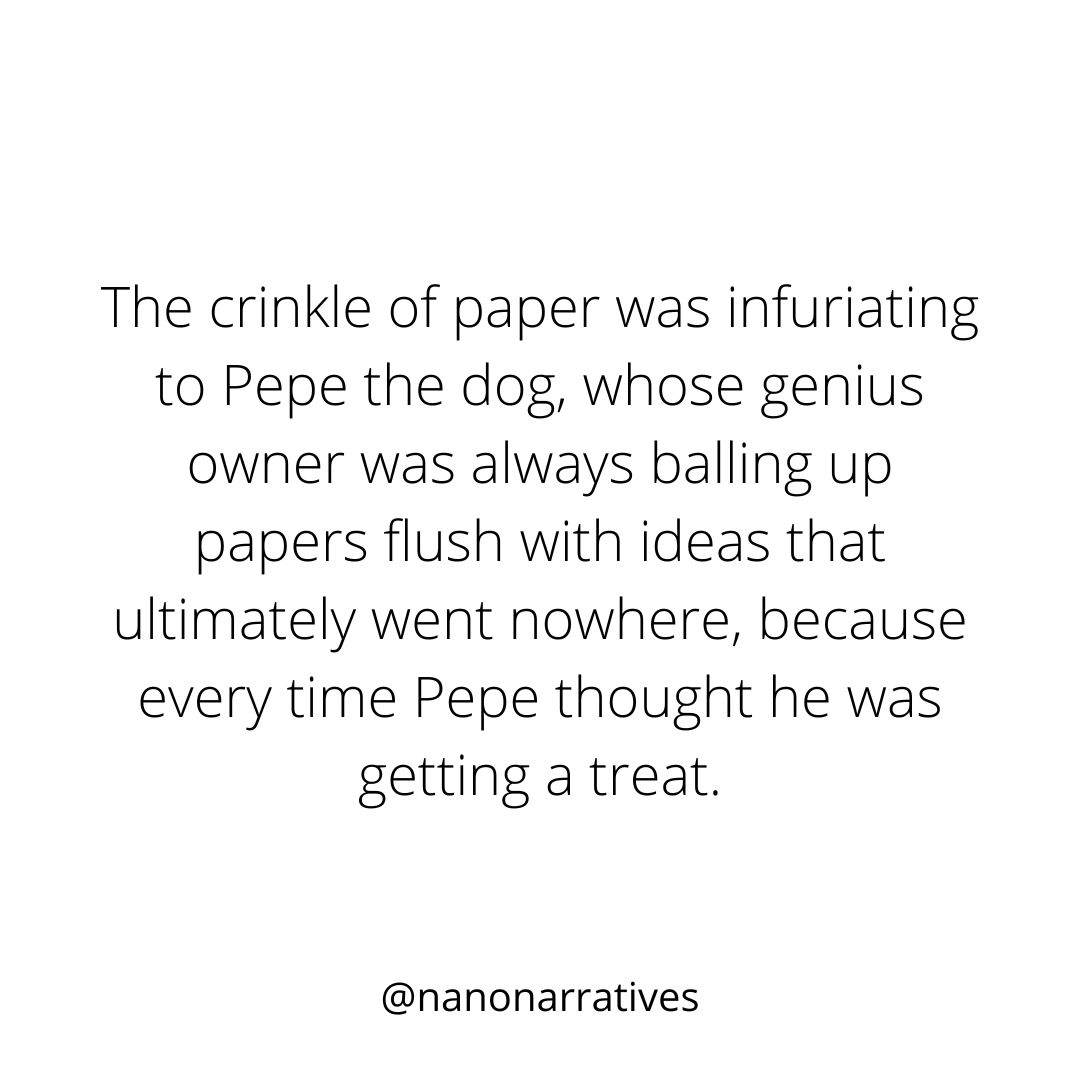 The crinkle of paper was infuriating
to Pepe the dog, whose genius
owner was always balling up
papers flush with ideas that
ultimately went nowhere, because
every time Pepe thought he was
getting a treat.
@nanonarratives